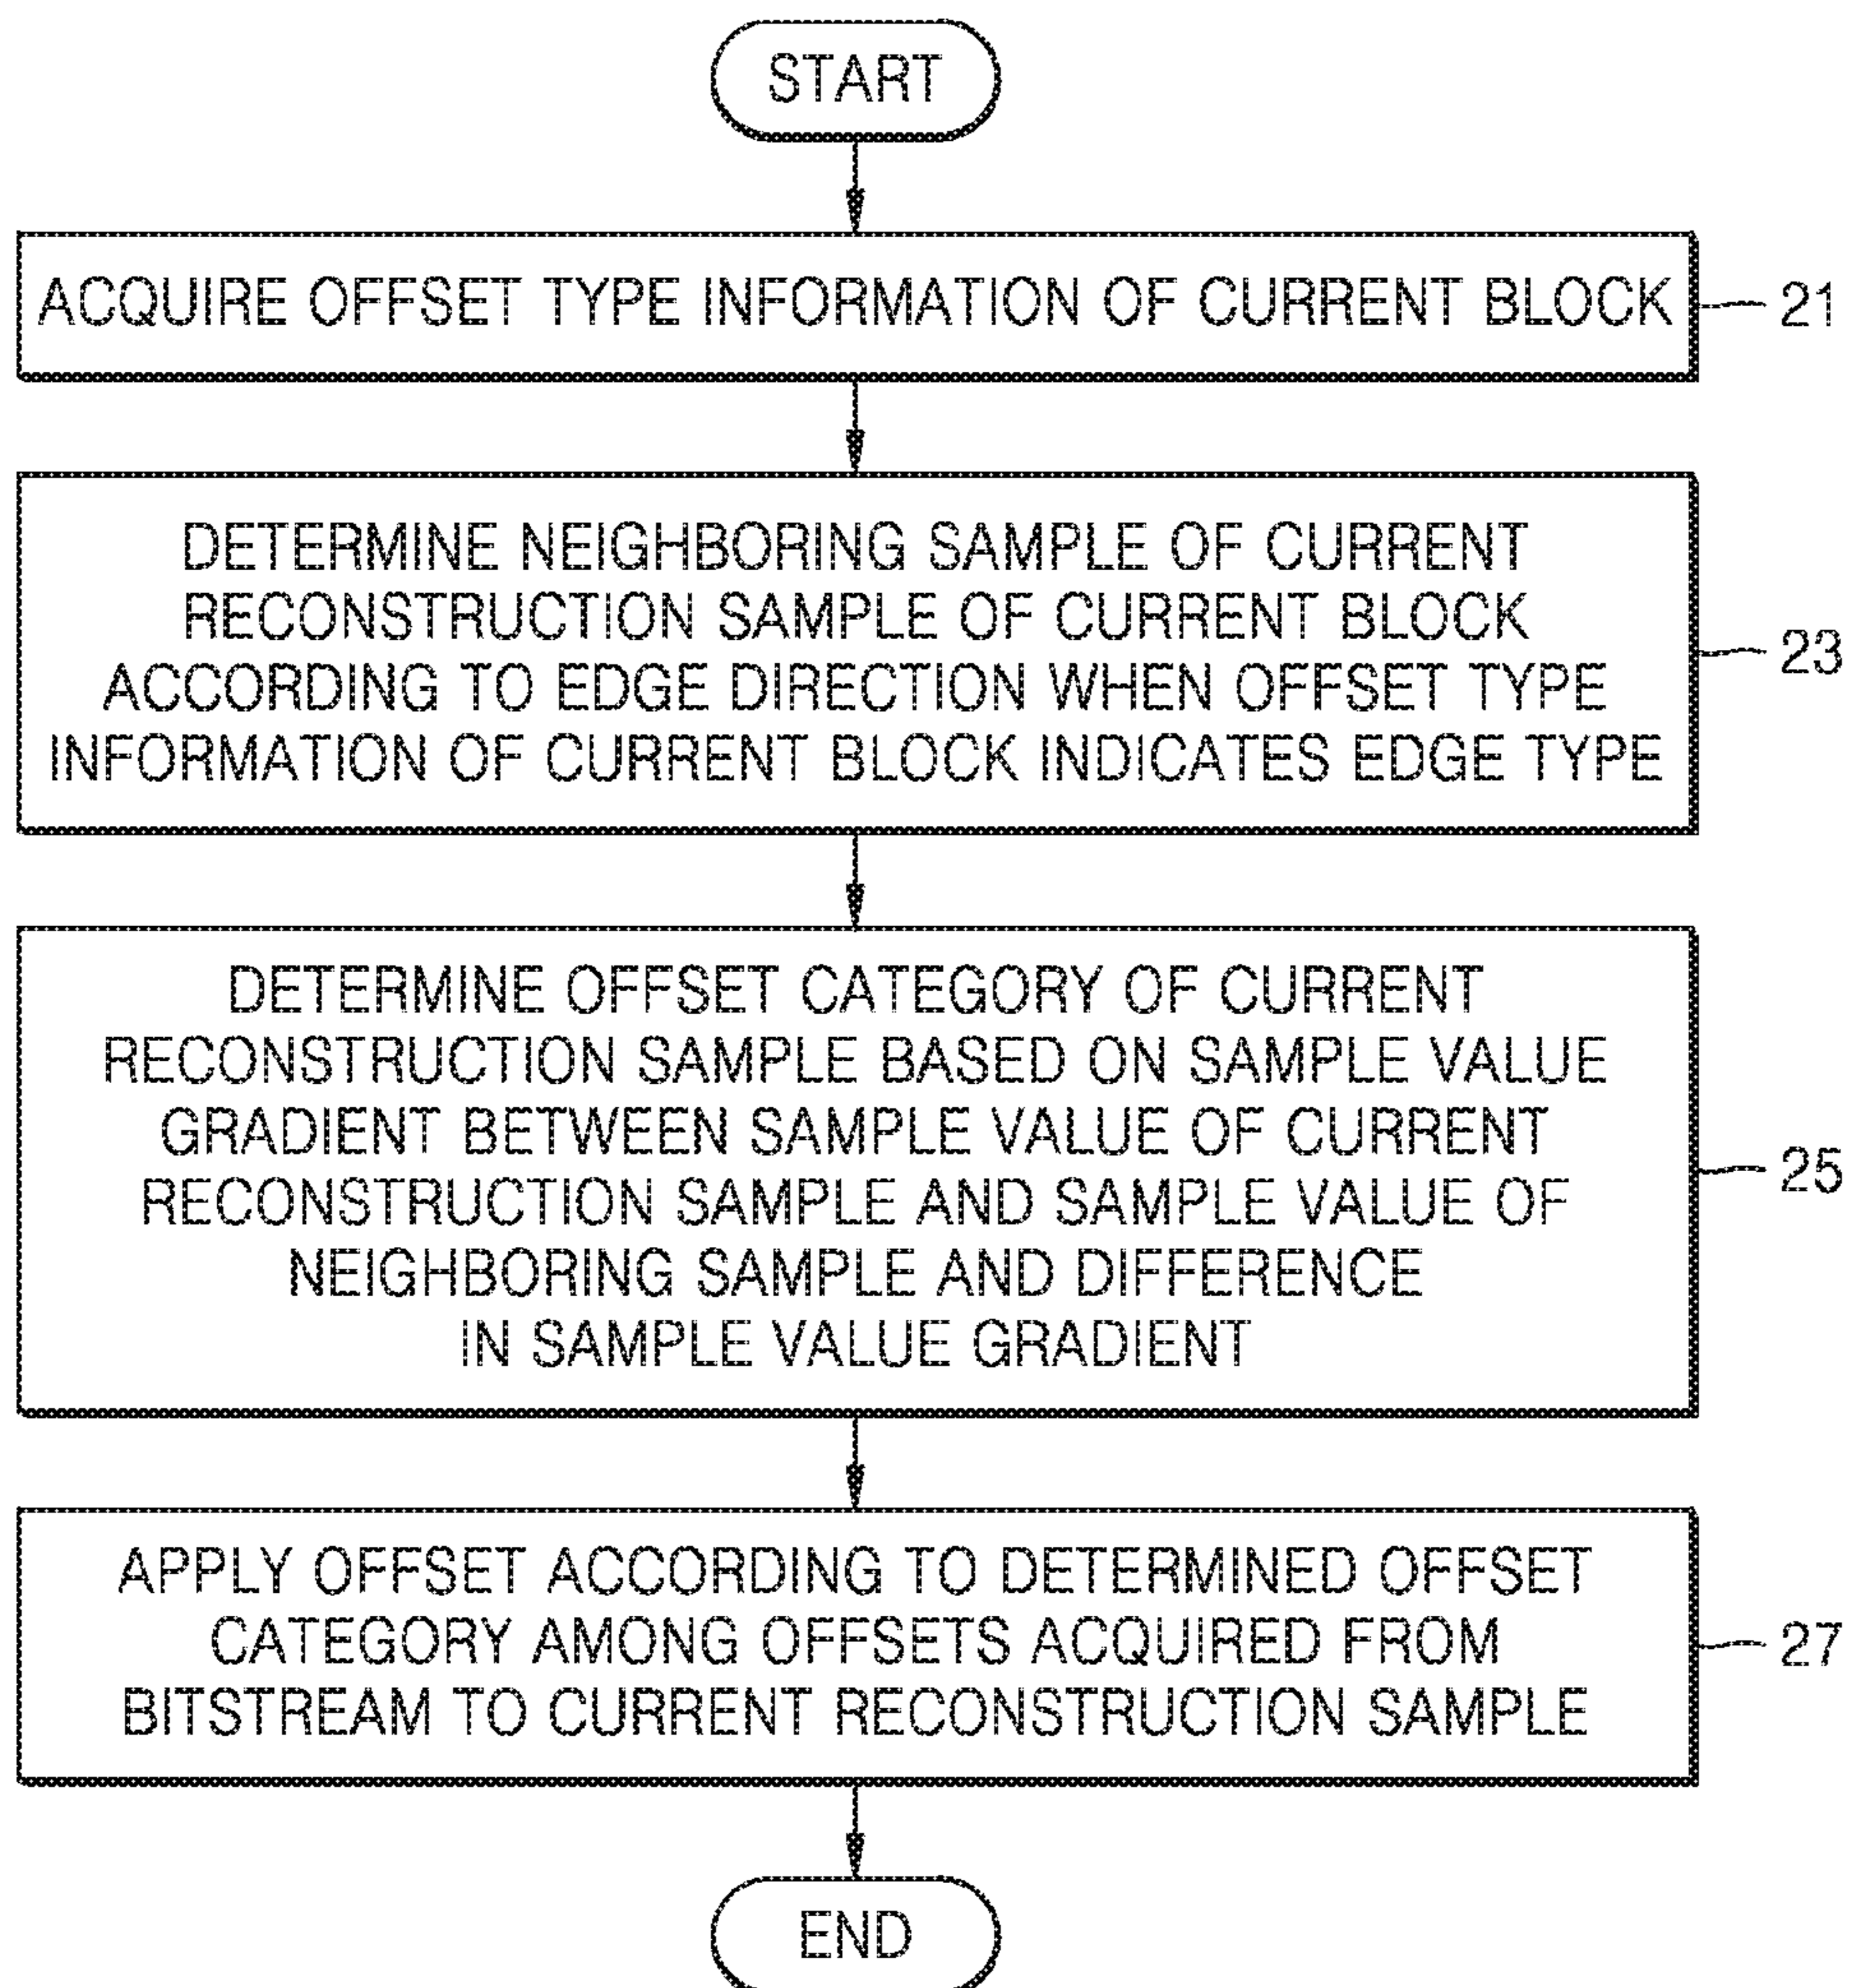 START
ACQUIRE OFFSET TYPE INFORMATION OF CURRENT BLOCK
21
DETERMINE NEIGHBORING SAMPLE OF CURRENT
RECONSTRUCTION SAMPLE OF CURRENT BLOCK
ACCORDING TO EDGE DIRECTION WHEN OFFSET TYPE
INFORMATION OF CURRENT BLOCK INDICATES EDGE TYPE
23
DETERMINE OFFSET CATEGORY OF CURRENT
RECONSTRUCTION SAMPLE BASED ON SAMPLE VALUE
GRADIENT BETWEEN SAMPLE VALUE OF CURRENT
RECONSTRUCTION SAMPLE AND SAMPLE VALUE OF
NEIGHBORING SAMPLE AND DIFFERENCE
IN SAMPLE VALUE GRADIENT
25
APPLY OFFSET ACCORDING TO DETERMINED OFFSET
CATEGORY AMONG OFFSETS ACQUIRED FROM
BITSTREAM TO CURRENT RECONSTRUCTION SAMPLE
27
END